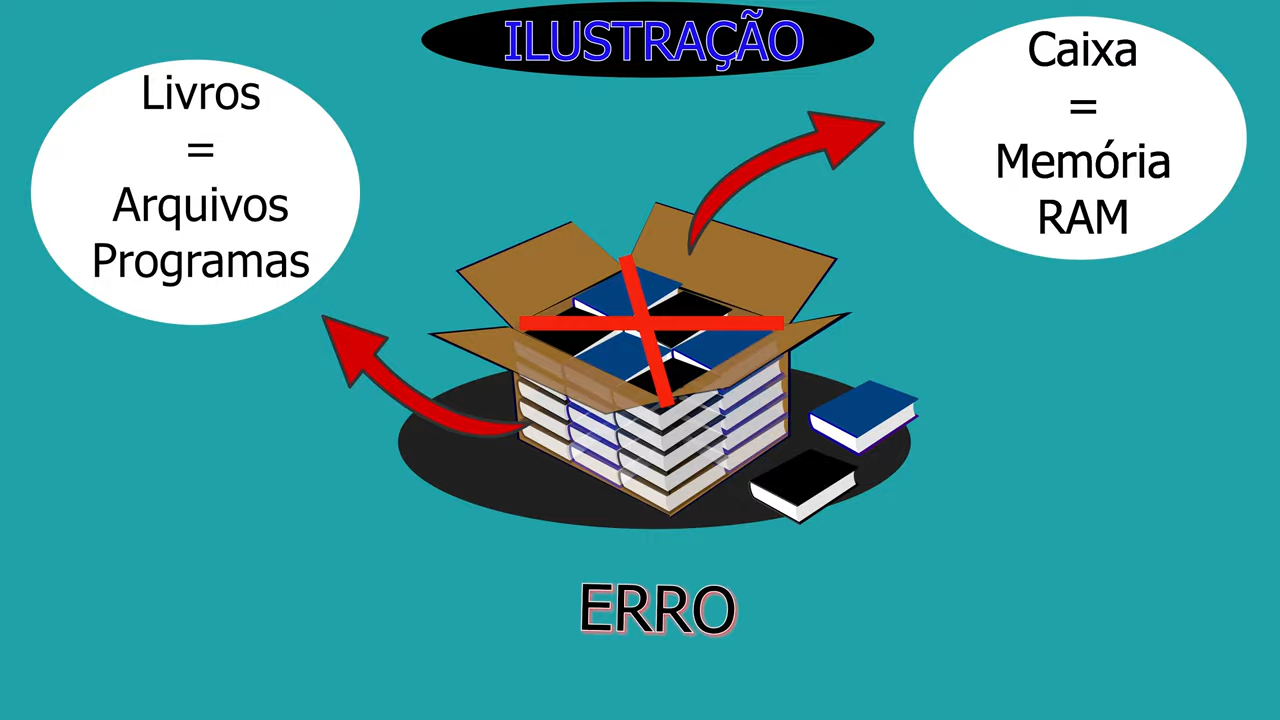 ILUSTRAÇÃO
Livros
=
Arquivos
Programas
Caixa
=
Memória
RAM
ERRO